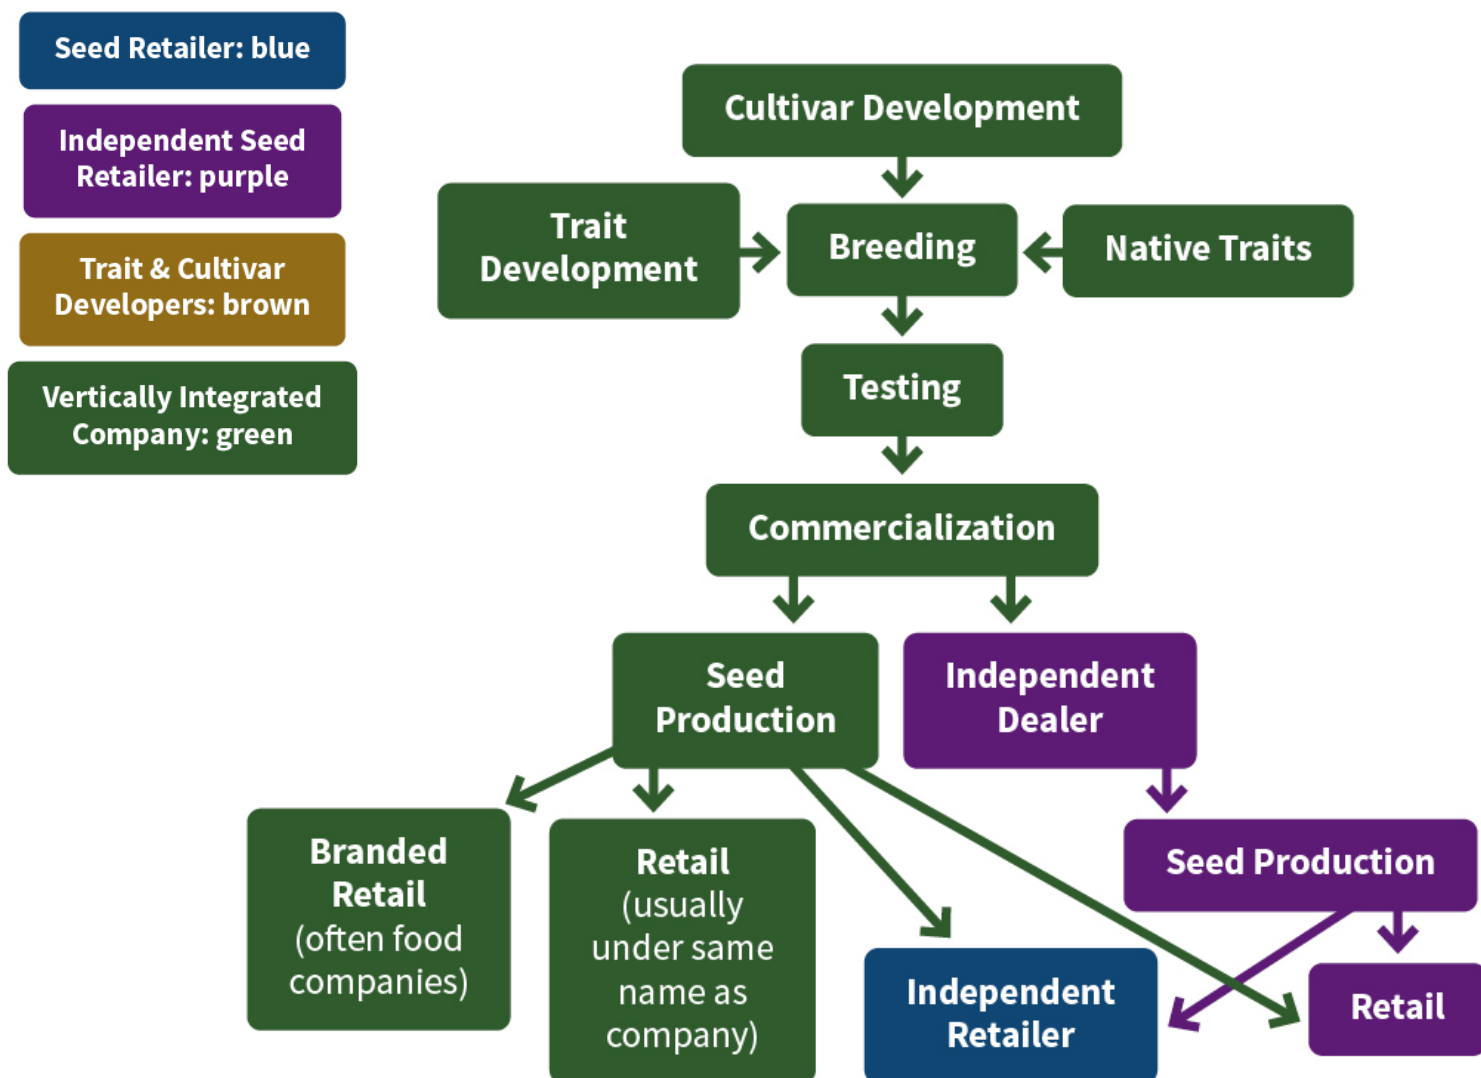 Seed Retailer: blue
Independent Seed
Retailer: purple
Trait & Cultivar
Developers: brown
Vertically Integrated
Company: green
Cultivar Development
Trait
Development
Breeding
Native Traits
Testing
Commercialization
Seed
Production
Independent
Dealer
Branded
Retail
(often food
companies)
Retail
(usually
under same
name as
company)
Independent
Retailer
Seed Production
Retail